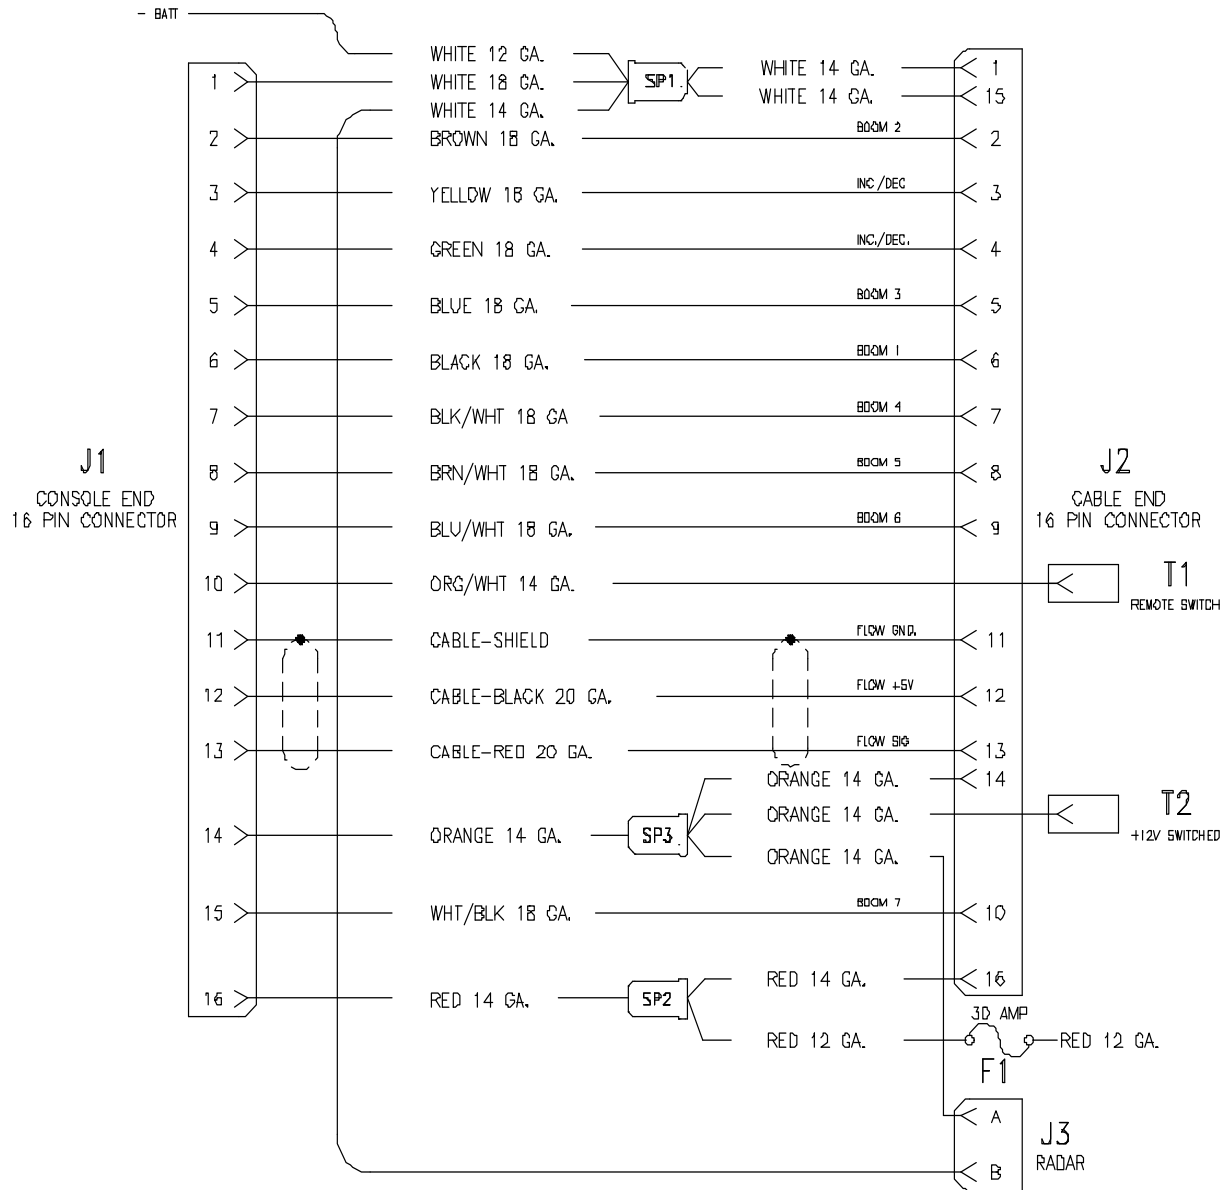 - BATT
WHITE 12 GA.
1 WHITE 18 GA. SP1 WHITE 14 GA. 1
WHITE 14 GA. WHITE 14 GA. 15
2 BROWN 18 GA. BOOM 2 2
3 YELLOW 18 GA. INC/DEC 3
4 GREEN 18 GA. INC./DEC. 4
5 BLUE 18 GA. BOOM 3 5
6 BLACK 18 GA. BOOM 1 6
7 BLK/WHT 18 GA BOOM 4 7
J1 8 BRN/WHT 18 GA. BOOM 5 8 J2
CONSOLE END CABLE END
16 PIN CONNECTOR 9 BLU/WHT 18 GA. BOOM 6 9 16 PIN CONNECTOR
10 ORG/WHT 14 GA. T1
REMOTE SWITCH
11 CABLE-SHIELD FLOW GND. 11
12 CABLE-BLACK 20 GA. FLOW +5V 12
13 CABLE-RED 20 GA. FLOW SIG 13
ORANGE 14 GA. 14
ORANGE 14 GA. T2
14 ORANGE 14 GA. SP3 +12V SWITCHED
ORANGE 14 GA.
15 WHT/BLK 18 GA. BOOM 7 10
RED 14 GA. 16
16 RED 14 GA. SP2
30 AMP
RED 12 GA. RED 12 GA.
F1
A
J3
RADAR
B